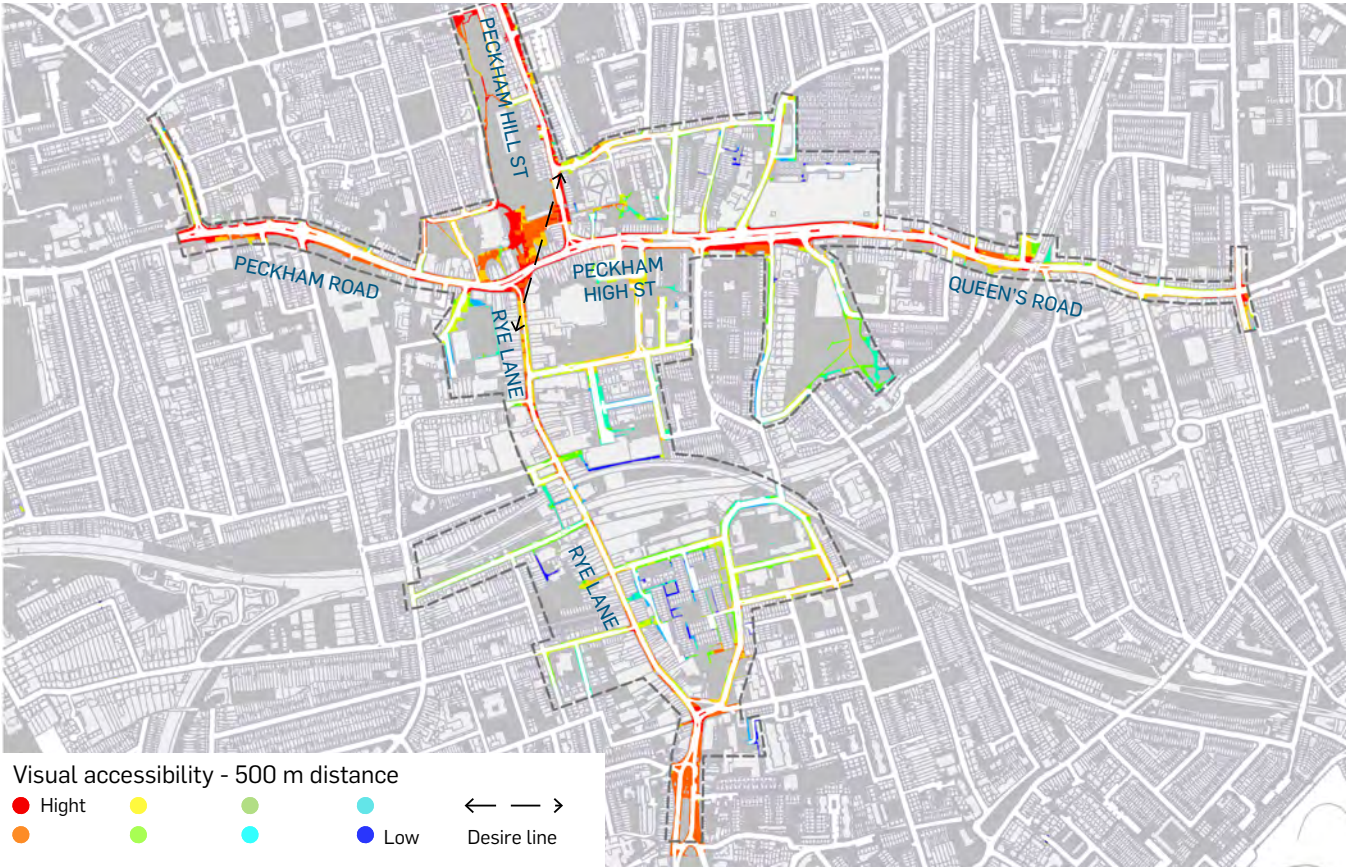 PECKHAM HILL ST
PECKHAM ROAD
PECKHAM
HIGH ST
QUEEN'S ROAD
RYE LANE
RYE LANE
Visual accessibility - 500 m distance
Hight
Low
Desire line